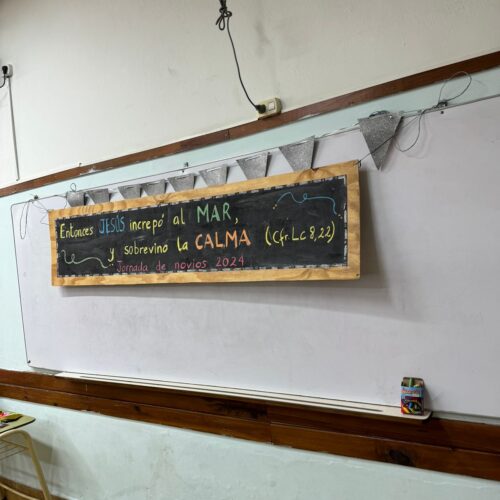 Entonces JESÚS increpó al MAR,
y sobrevino la CALMA (Cfr. Lc 8,22)
Jornada de novios 2024